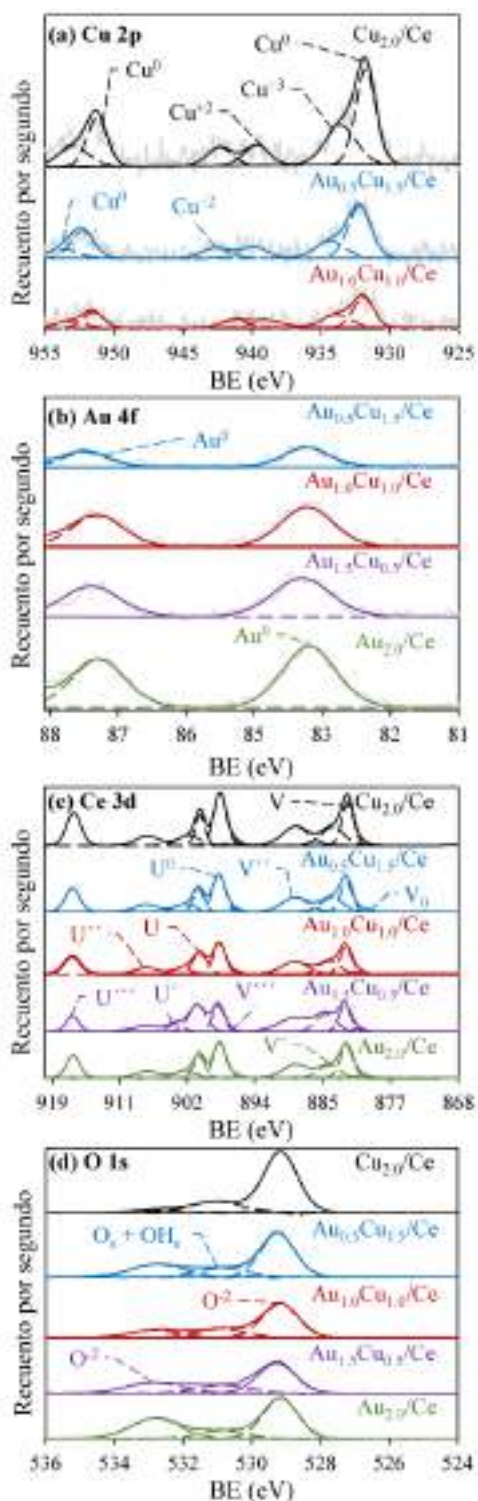 (a) Cu 2p
Cu⁰
Cu₂.₀/Ce
Cu⁰
Cu⁺³
Cu⁺²
Au₀.₅Cu₁.₅/Ce
Cu⁰
Cu⁺²
Au₁.₀Cu₁.₀/Ce
Recuento por segundo
955 950 945 940 935 930 925
BE (eV)
(b) Au 4f
Au₀.₅Cu₁.₅/Ce
Au⁰
Au₁.₀Cu₁.₀/Ce
Au₁.₅Cu₀.₅/Ce
Au⁰
Au₂.₀/Ce
Recuento por segundo
88 87 86 85 84 83 82 81
BE (eV)
(c) Ce 3d
V
Cu₂.₀/Ce
Au₀.₅Cu₁.₅/Ce
U⁰
V''
V₀
Au₁.₀Cu₁.₀/Ce
U''
U
Au₁.₅Cu₀.₅/Ce
U'''
U'
V'''
V'
Au₂.₀/Ce
Recuento por segundo
919 911 902 894 885 877 868
BE (eV)
(d) O 1s
Cu₂.₀/Ce
Oₛ + OHₛ
Au₀.₅Cu₁.₅/Ce
O⁻²
Au₁.₀Cu₁.₀/Ce
O⁻²
Au₁.₅Cu₀.₅/Ce
Au₂.₀/Ce
Recuento por segundo
536 534 532 530 528 526 524
BE (eV)